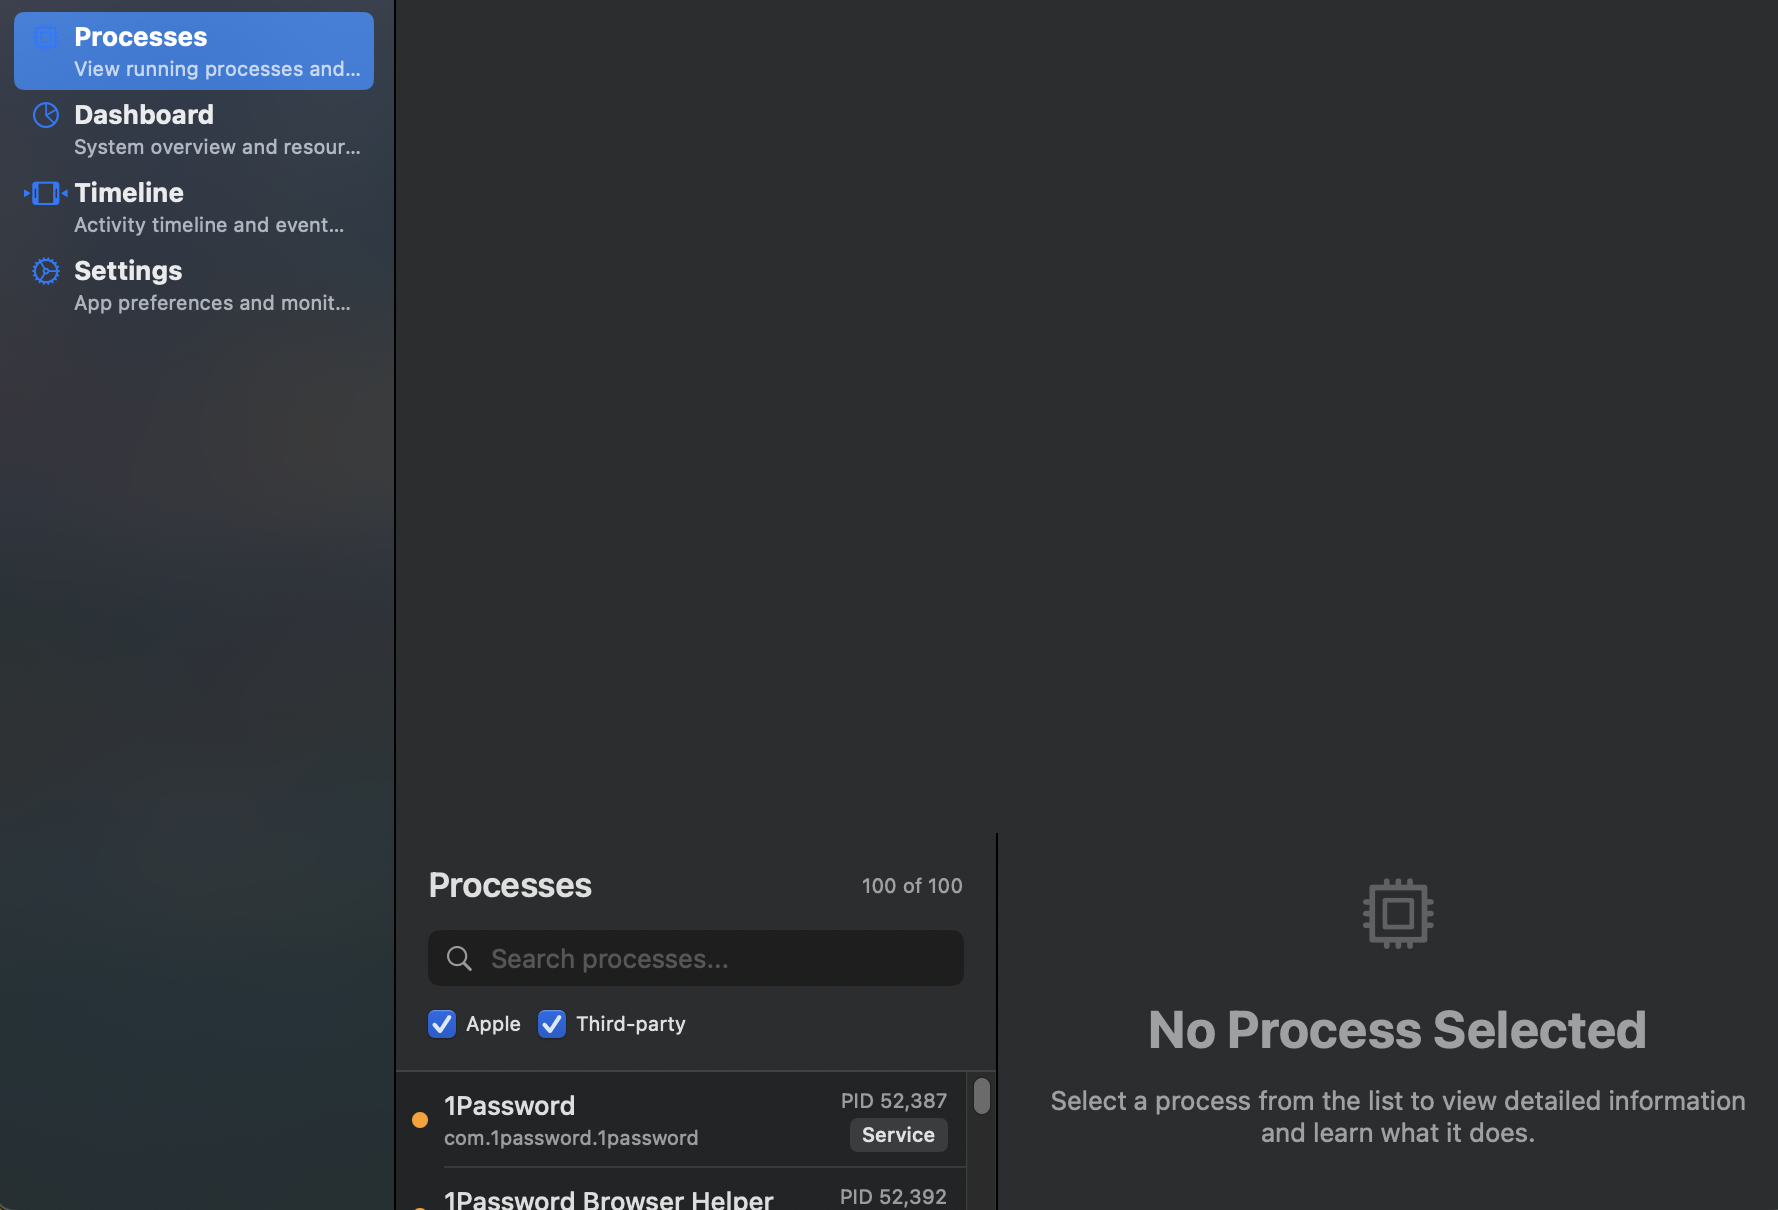 Processes
View running processes and...
Dashboard
System overview and resour...
Timeline
Activity timeline and event...
Settings
App preferences and monit...
Processes
100 of 100
Search processes...
Apple
Third-party
1Password
PID 52,387
com.1password.1password
Service
1Password Browser Helper
PID 52,392
No Process Selected
Select a process from the list to view detailed information
and learn what it does.